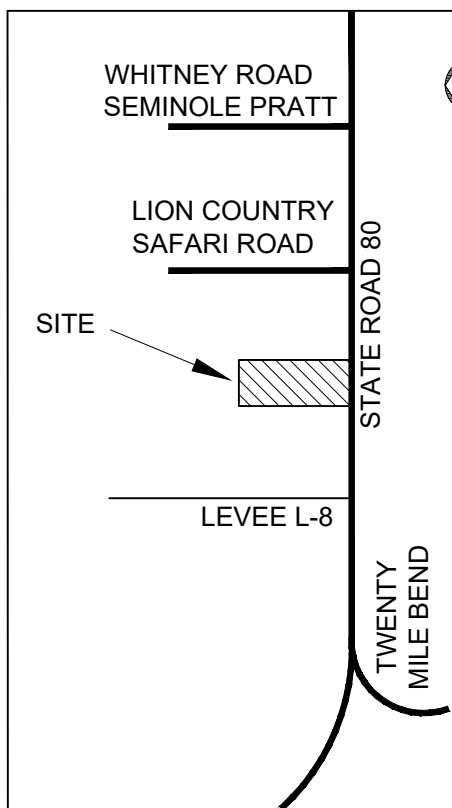 WHITNEY ROAD
SEMINOLE PRATT
LION COUNTRY
SAFARI ROAD
SITE
STATE ROAD 80
LEVEE L-8
TWENTY
MILE BEND